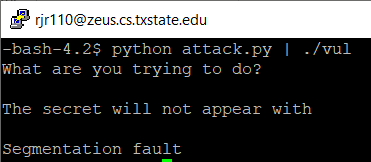 rjr110@zeus.cs.txstate.edu
-bash-4.2$ python attack.py | ./vul
What are you trying to do?
The secret will not appear with
Segmentation fault